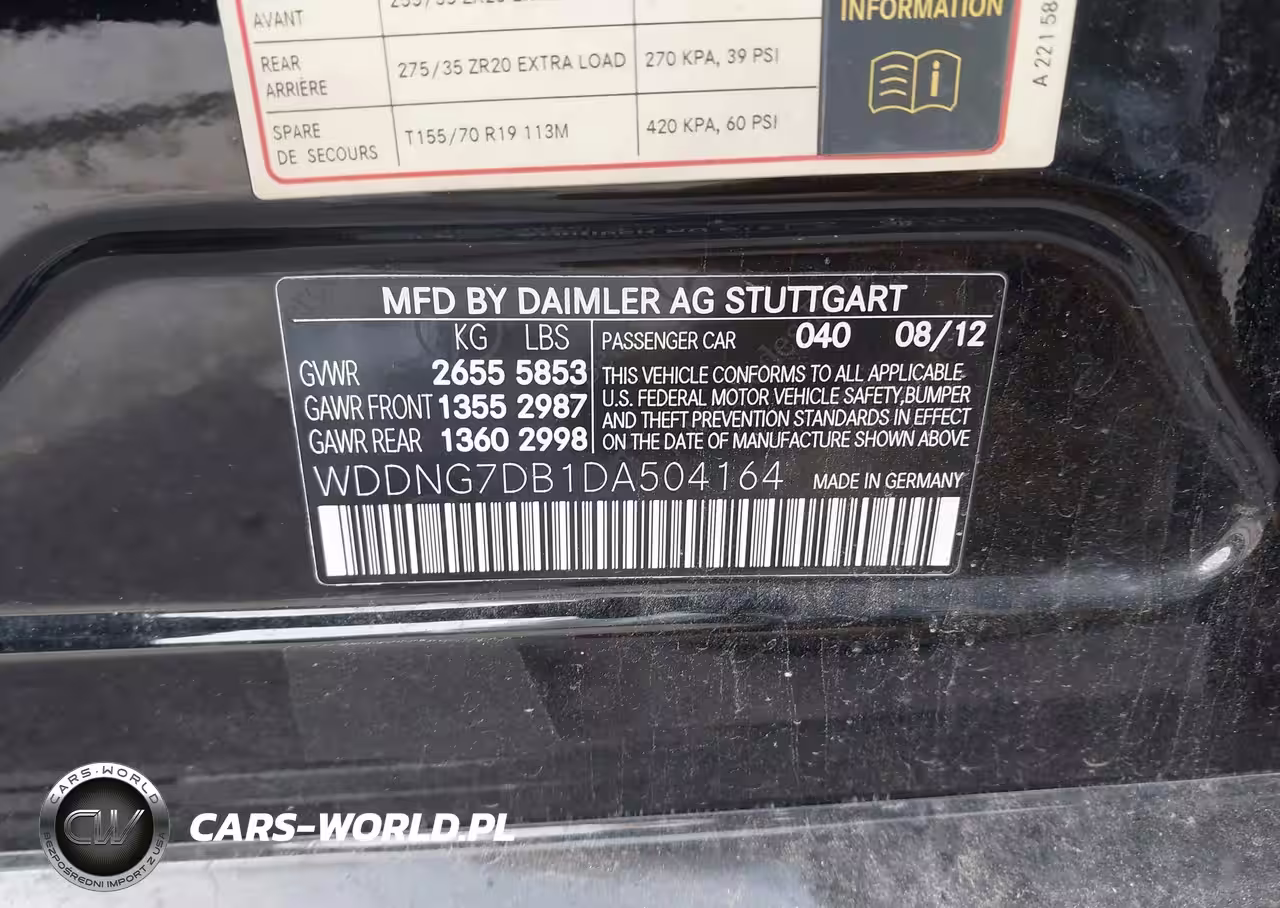 AVANT
INFORMATION
REAR
ARRIÈRE
275/35 ZR20 EXTRA LOAD
270 KPA, 39 PSI
SPARE
DE SECOURS
T155/70 R19 113M
420 KPA, 60 PSI
A 221 58
MFD BY DAIMLER AG STUTTGART
KG LBS
PASSENGER CAR 040 08/12
GVWR 2655 5853
GAWR FRONT 1355 2987
GAWR REAR 1360 2998
THIS VEHICLE CONFORMS TO ALL APPLICABLE
U.S. FEDERAL MOTOR VEHICLE SAFETY,BUMPER
AND THEFT PREVENTION STANDARDS IN EFFECT
ON THE DATE OF MANUFACTURE SHOWN ABOVE
WDDNG7DB1DA504164
MADE IN GERMANY
CARS-WORLD
CW
BEZPOŚREDNI IMPORT Z USA
CARS-WORLD.PL